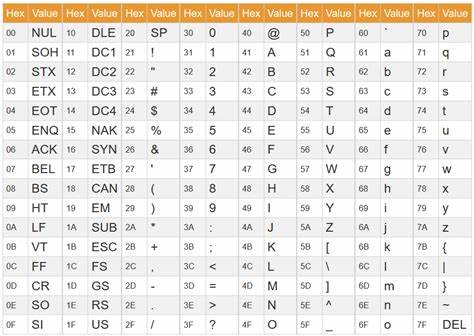 Hex Value Hex Value Hex Value Hex Value Hex Value Hex Value Hex Value Hex Value
00 NUL 10 DLE 20 SP 30 0 40 @ 50 P 60 ` 70 p
01 SOH 11 DC1 21 ! 31 1 41 A 51 Q 61 a 71 q
02 STX 12 DC2 22 " 32 2 42 B 52 R 62 b 72 r
03 ETX 13 DC3 23 # 33 3 43 C 53 S 63 c 73 s
04 EOT 14 DC4 24 $ 34 4 44 D 54 T 64 d 74 t
05 ENQ 15 NAK 25 % 35 5 45 E 55 U 65 e 75 u
06 ACK 16 SYN 26 & 36 6 46 F 56 V 66 f 76 v
07 BEL 17 ETB 27 ' 37 7 47 G 57 W 67 g 77 w
08 BS 18 CAN 28 ( 38 8 48 H 58 X 68 h 78 x
09 HT 19 EM 29 ) 39 9 49 I 59 Y 69 i 79 y
0A LF 1A SUB 2A * 3A : 4A J 5A Z 6A j 7A z
0B VT 1B ESC 2B + 3B ; 4B K 5B [ 6B k 7B {
0C FF 1C FS 2C , 3C < 4C L 5C \ 6C l 7C |
0D CR 1D GS 2D - 3D = 4D M 5D ] 6D m 7D }
0E SO 1E RS 2E . 3E > 4E N 5E ^ 6E n 7E ~
0F SI 1F US 2F / 3F ? 4F O 5F _ 6F o 7F DEL